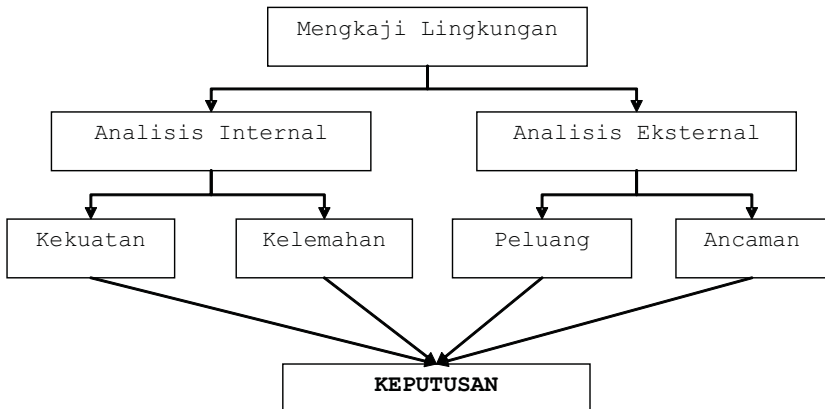 Mengkaji Lingkungan
Analisis Internal
Analisis Eksternal
Kekuatan
Kelemahan
Peluang
Ancaman
KEPUTUSAN